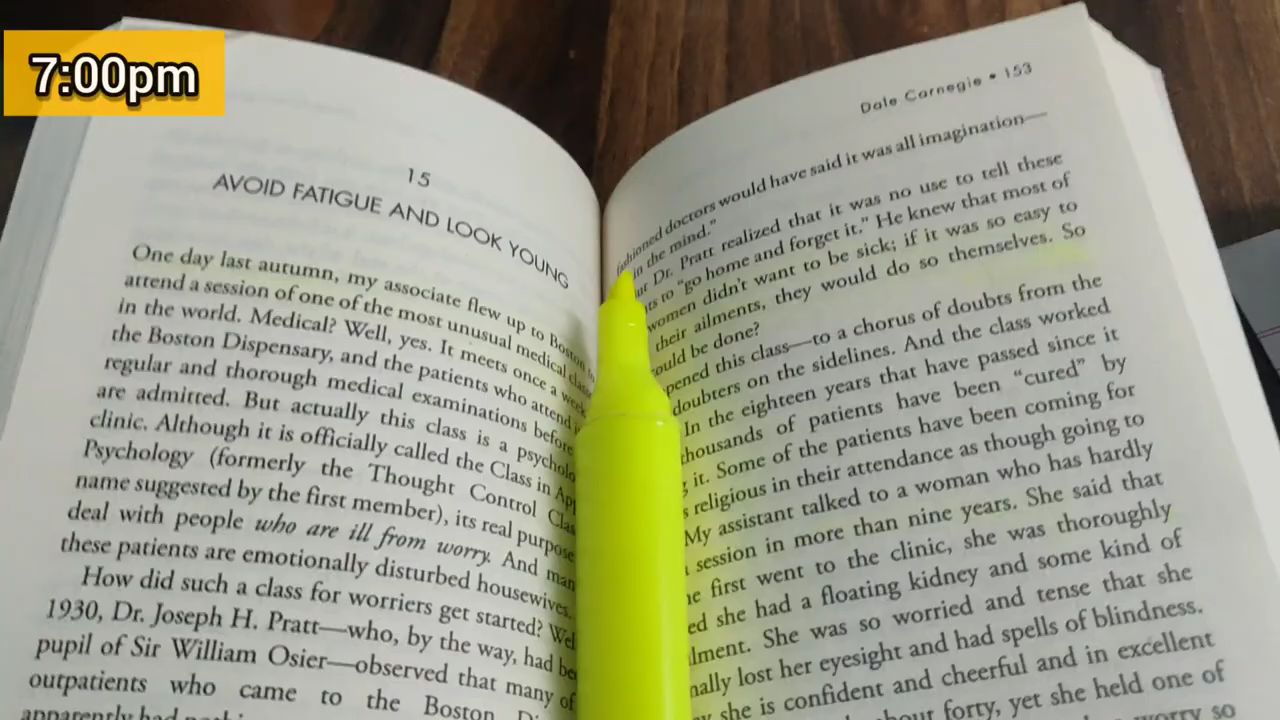 7:00pm
15
AVOID FATIGUE AND LOOK YOUNG
One day last autumn, my associate flew up to Boston to
attend a session of one of the most unusual medical
in the world. Medical? Well, yes. It meets once a week
the Boston Dispensary, and the patients who attend
regular and thorough medical examinations before
are admitted. But actually this class is a
clinic. Although it is officially called the Class in
Psychology (formerly the Thought Control
name suggested by the first member), its real purpose
deal with people who are ill from worry. And
these patients are emotionally disturbed housewives.
How did such a class for worriers get started?
1930, Dr. Joseph H. Pratt—who, by the way, had
pupil of Sir William Osier—observed that many of
outpatients who came to the Boston
apparently had
Dale Carnegie • 153
doctors would have said it was all imagination—
in the mind."
Dr. Pratt realized that it was no use to tell these
to "go home and forget it." He knew that most of
women didn't want to be sick; if it was so easy to
their ailments, they would do so themselves. So
be done?
this class—to a chorus of doubts from the
doubters on the sidelines. And the class worked
In the eighteen years that have passed since it
thousands of patients have been "cured" by
it. Some of the patients have been coming for
religious in their attendance as though going to
My assistant talked to a woman who has hardly
session in more than nine years. She said that
first went to the clinic, she was thoroughly
she had a floating kidney and some kind of
She was so worried and tense that she
lost her eyesight and had spells of blindness.
she is confident and cheerful and in excellent
forty, yet she held one of
worry so